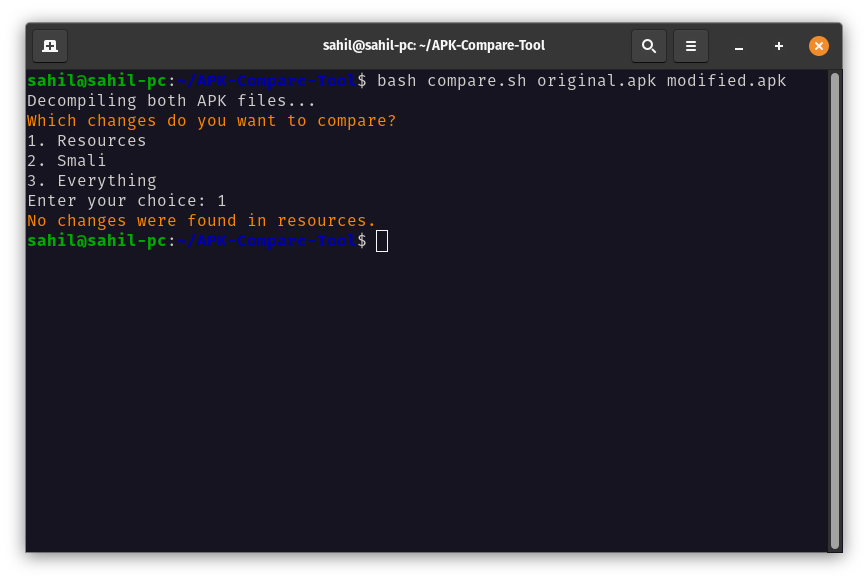 sahil@sahil-pc: ~/APK-Compare-Tool
sahil@sahil-pc:~/APK-Compare-Tool$ bash compare.sh original.apk modified.apk
Decompiling both APK files...
Which changes do you want to compare?
1. Resources
2. Smali
3. Everything
Enter your choice: 1
No changes were found in resources.
sahil@sahil-pc:~/APK-Compare-Tool$